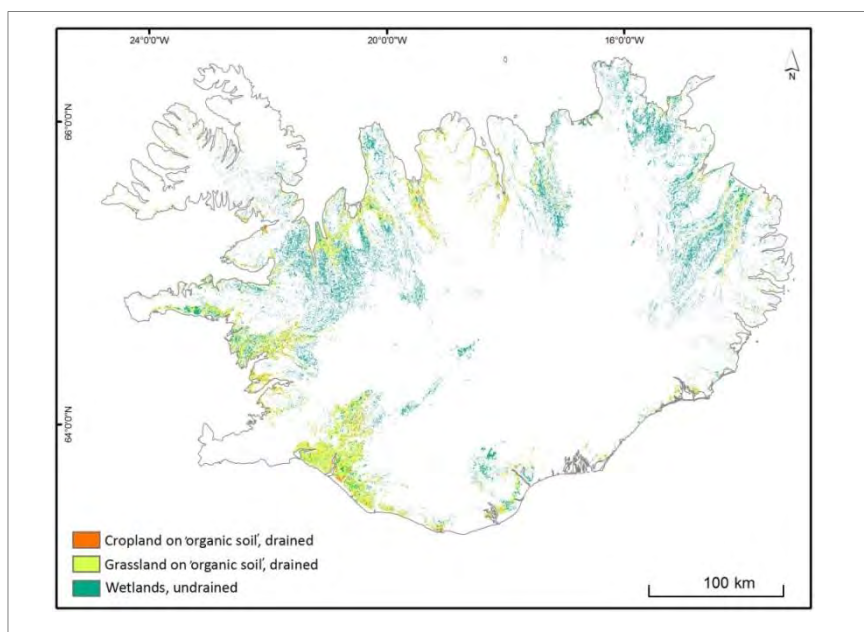 24°0'0"W
20°0'0"W
16°0'0"W
N
66°0'0"N
64°0'0"N
Cropland on 'organic soil', drained
Grassland on 'organic soil', drained
Wetlands, undrained
100 km